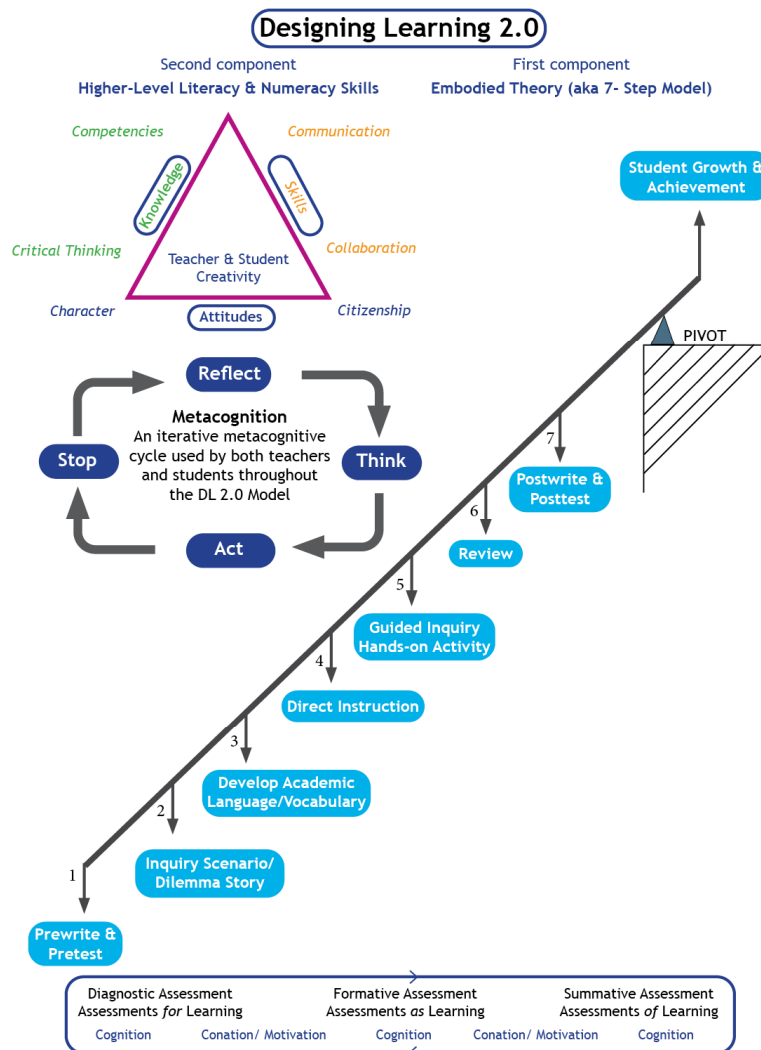 Designing Learning 2.0
Second component
Higher-Level Literacy & Numeracy Skills
First component
Embodied Theory (aka 7- Step Model)
Competencies
Communication
Knowledge
Skills
Critical Thinking
Collaboration
Teacher & Student
Creativity
Character
Attitudes
Citizenship
Student Growth &
Achievement
PIVOT
Reflect
Metacognition
An iterative metacognitive
cycle used by both teachers
and students throughout
the DL 2.0 Model
Stop
Think
Act
7
Postwrite &
Posttest
6
Review
5
Guided Inquiry
Hands-on Activity
4
Direct Instruction
3
Develop Academic
Language/Vocabulary
2
Inquiry Scenario/
Dilemma Story
1
Prewrite &
Pretest
Diagnostic Assessment
Assessments for Learning
Formative Assessment
Assessments as Learning
Summative Assessment
Assessments of Learning
Cognition
Conation/ Motivation
Cognition
Conation/ Motivation
Cognition